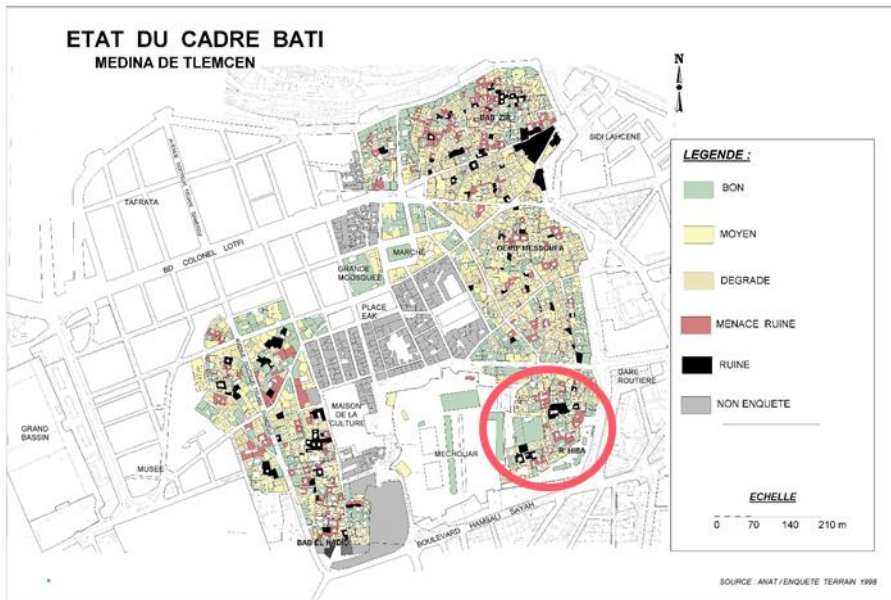 ETAT DU CADRE BATI
MEDINA DE TLEMCEN
N
BAB ZIR
SIDI LAHCENE
TAFRATA
BD COLONEL LOTFI
DERB MESSOUFA
MARCHE
GRANDE
MOSQUEE
PLACE
EAK
GARE
ROUTIERE
MAISON
DE LA
CULTURE
GRAND
BASSIN
MUSEE
MECHOUAR
R'HIBA
BAB EL HADID
BOULEVARD HAMSALI SAYAH
LEGENDE :
BON
MOYEN
DEGRADE
MENACE RUINE
RUINE
NON ENQUETE
ECHELLE
0 70 140 210 m
SOURCE : ANAT / ENQUETE TERRAIN 1998